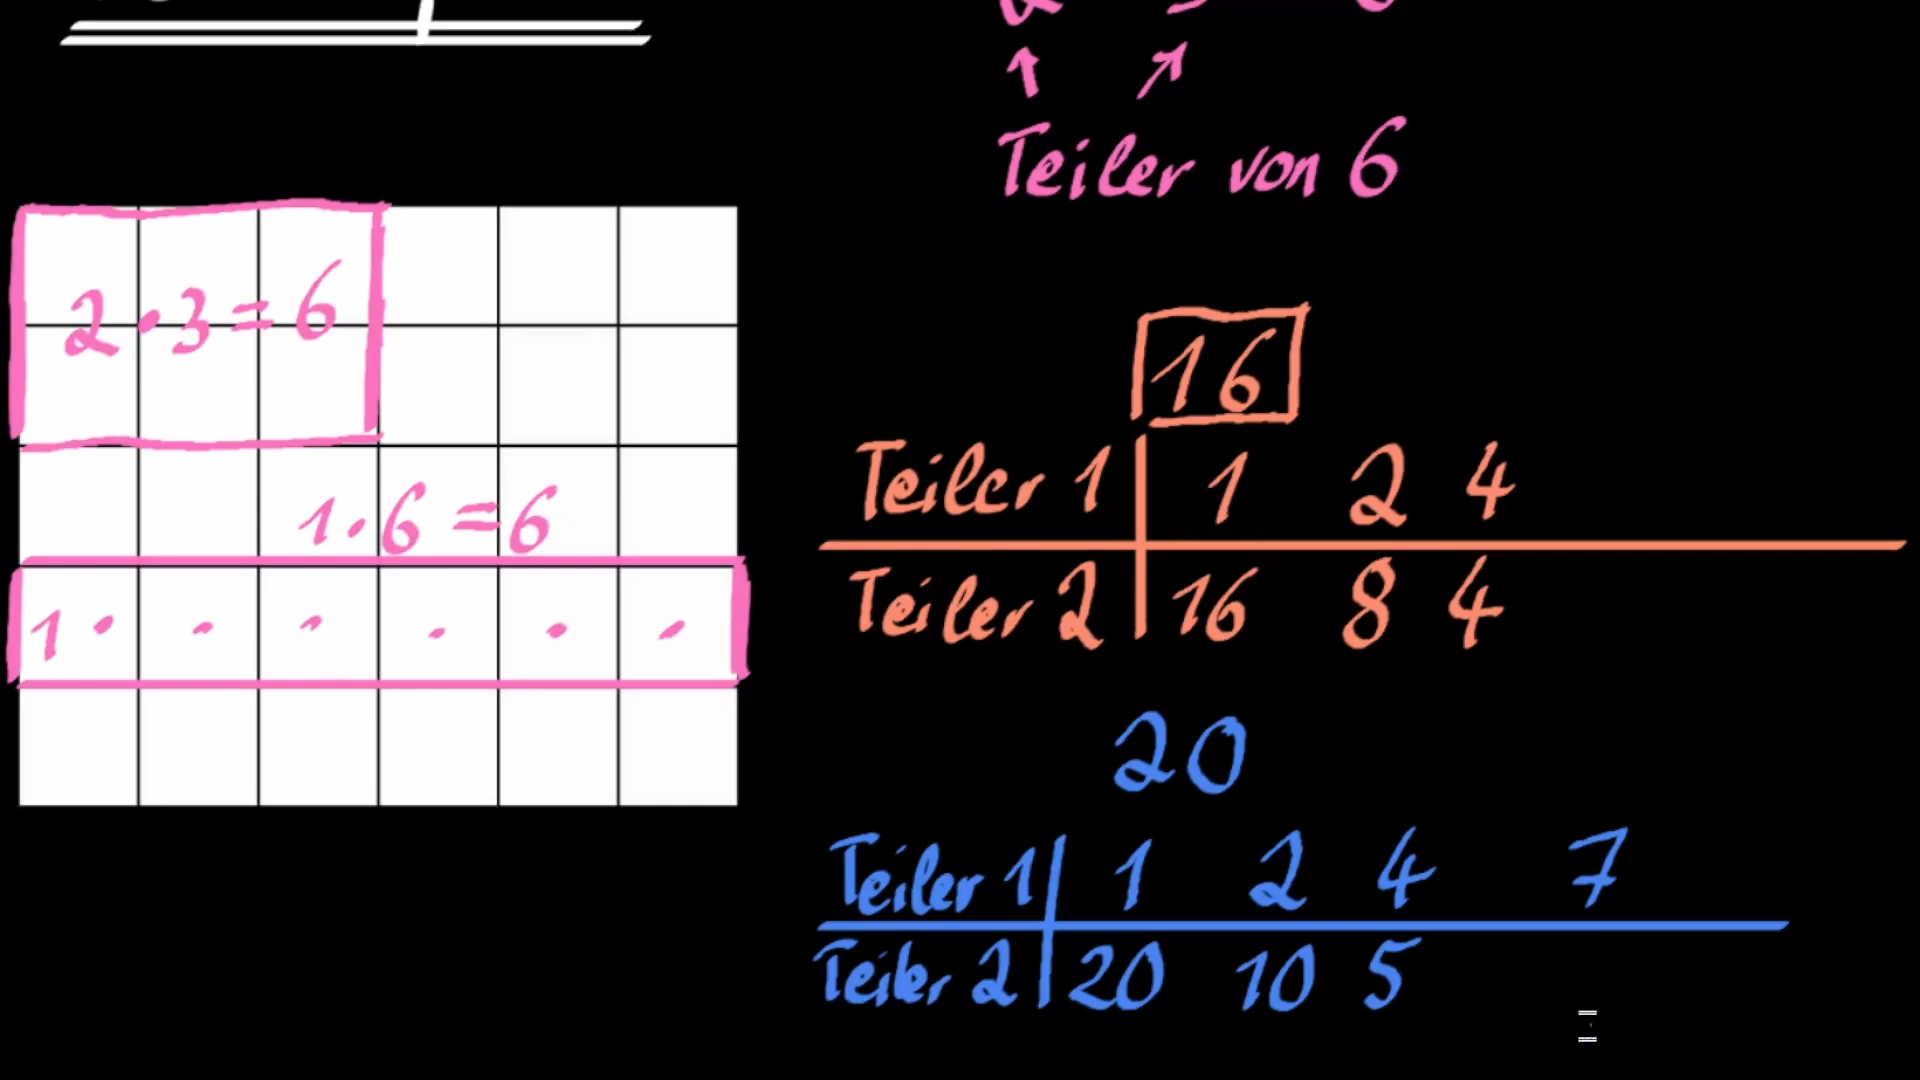 Teiler von 6
2·3=6
1·6=6
1 · · · · · ·
16
Teiler 1 | 1 2 4
Teiler 2 | 16 8 4
20
Teiler 1 | 1 2 4 7
Teiler 2 | 20 10 5